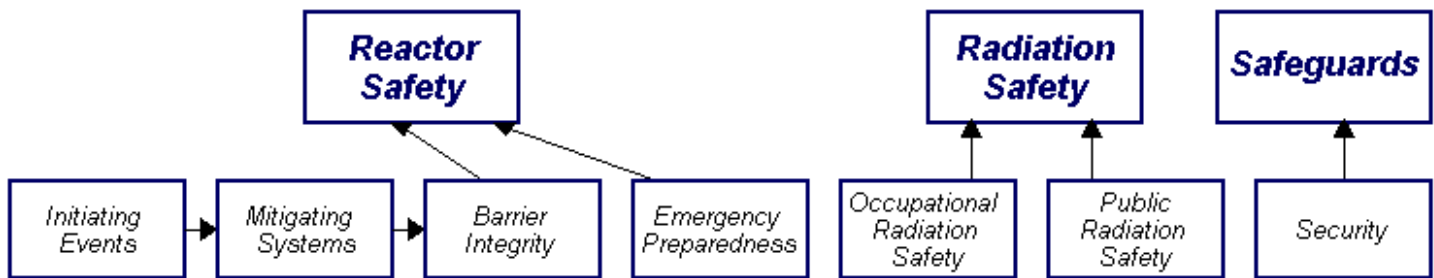 Reactor
Safety
Radiation
Safety
Safeguards
Initiating
Events
Mitigating
Systems
Barrier
Integrity
Emergency
Preparedness
Occupational
Radiation
Safety
Public
Radiation
Safety
Security